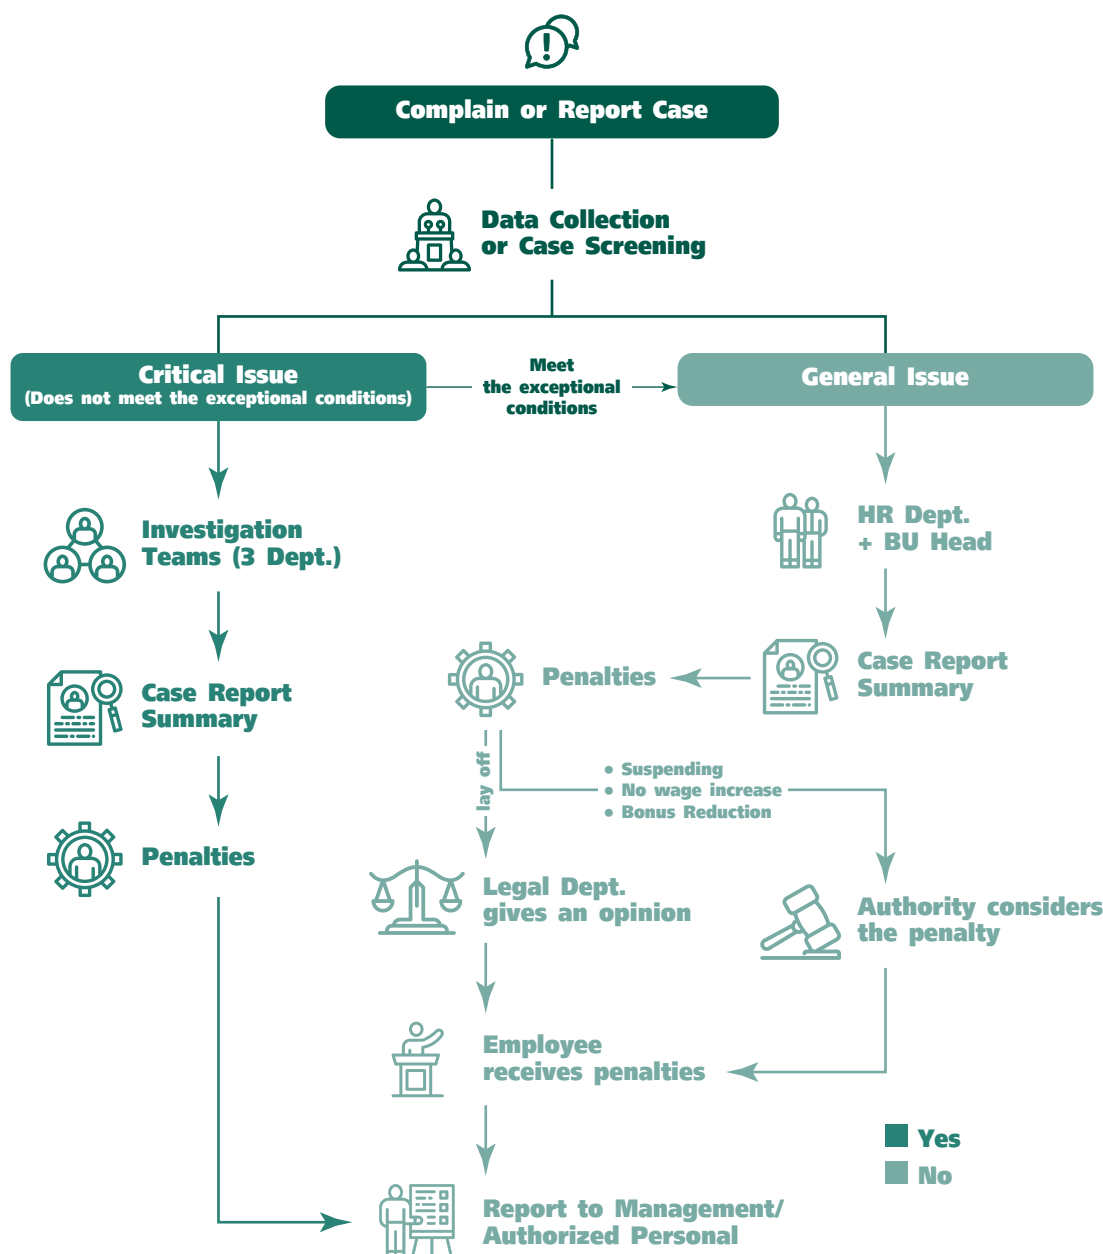 !
Complain or Report Case
Data Collection
or Case Screening
Critical Issue
(Does not meet the exceptional conditions)
Meet
the exceptional
conditions
General Issue
Investigation
Teams (3 Dept.)
HR Dept.
+ BU Head
Case Report
Summary
Penalties
Case Report
Summary
lay off
• Suspending
• No wage increase
• Bonus Reduction
Penalties
Legal Dept.
gives an opinion
Authority considers
the penalty
Employee
receives penalties
Yes
No
Report to Management/
Authorized Personal